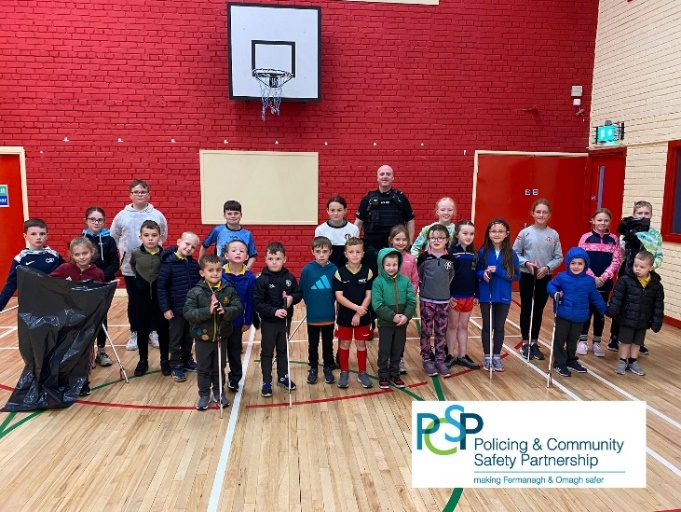 PCSP
Policing & Community
Safety Partnership
making Fermanagh & Omagh safer